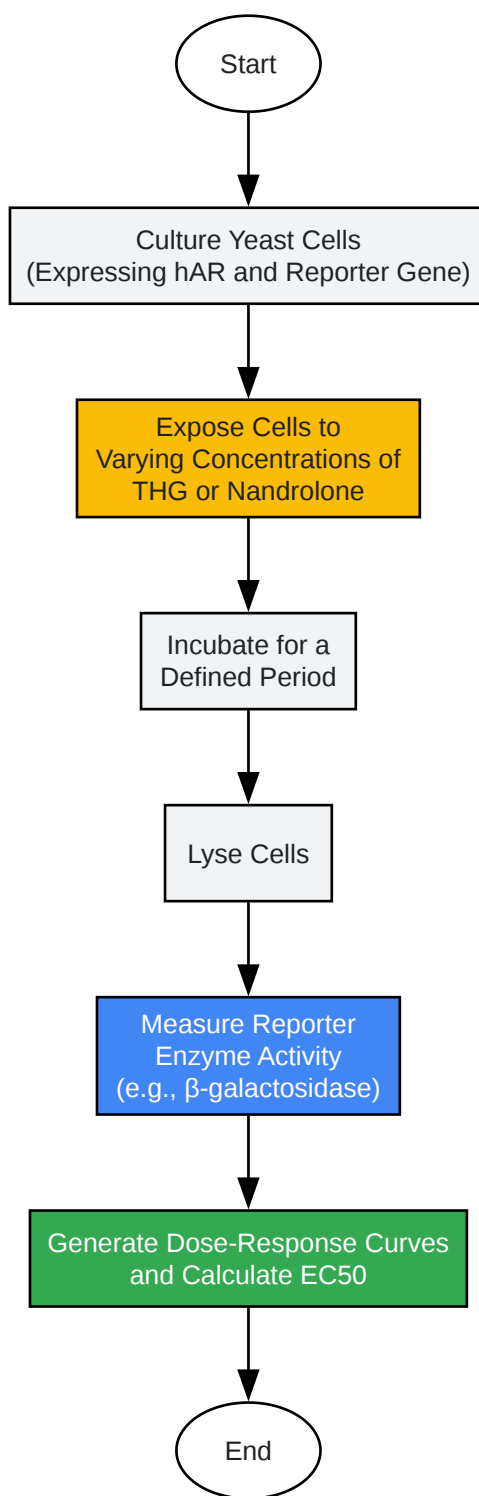 Start
Culture Yeast Cells
(Expressing hAR and Reporter Gene)
Expose Cells to
Varying Concentrations of
THG or Nandrolone
Incubate for a
Defined Period
Lyse Cells
Measure Reporter
Enzyme Activity
(e.g., β-galactosidase)
Generate Dose-Response Curves
and Calculate EC50
End